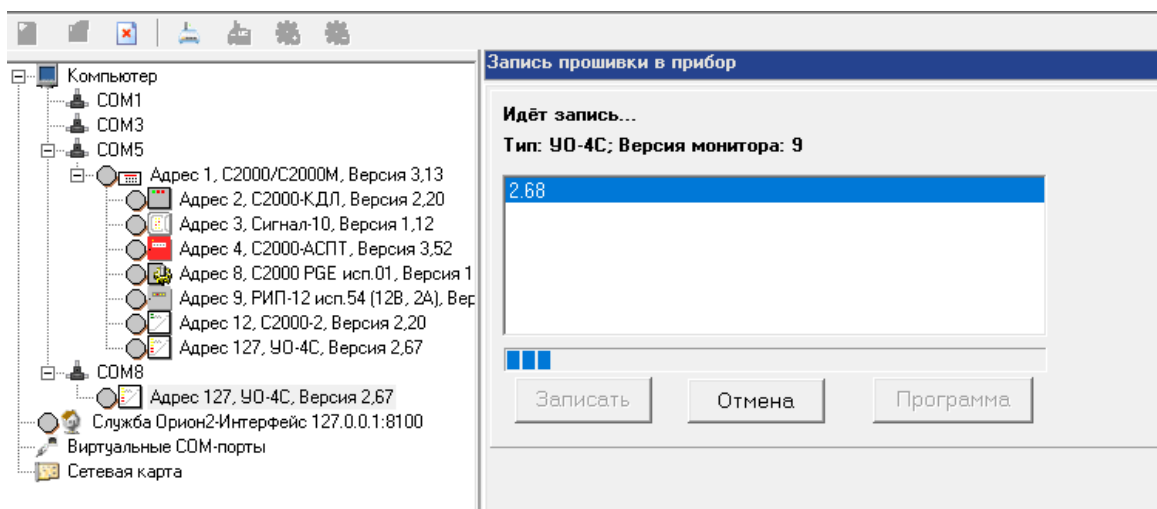 Компьютер
COM1
COM3
COM5
Адрес 1, С2000/С2000М, Версия 3,13
Адрес 2, С2000-КДЛ, Версия 2,20
Адрес 3, Сигнал-10, Версия 1,12
Адрес 4, С2000-АСПТ, Версия 3,52
Адрес 8, С2000 PGE исп.01, Версия 1
Адрес 9, РИП-12 исп.54 (12В, 2А), Вер
Адрес 12, С2000-2, Версия 2,20
Адрес 127, УО-4С, Версия 2,67
COM8
Адрес 127, УО-4С, Версия 2,67
Служба Орион2-Интерфейс 127.0.0.1:8100
Виртуальные COM-порты
Сетевая карта
Запись прошивки в прибор
Идёт запись...
Тип: УО-4С; Версия монитора: 9
2.68
Записать
Отмена
Программа